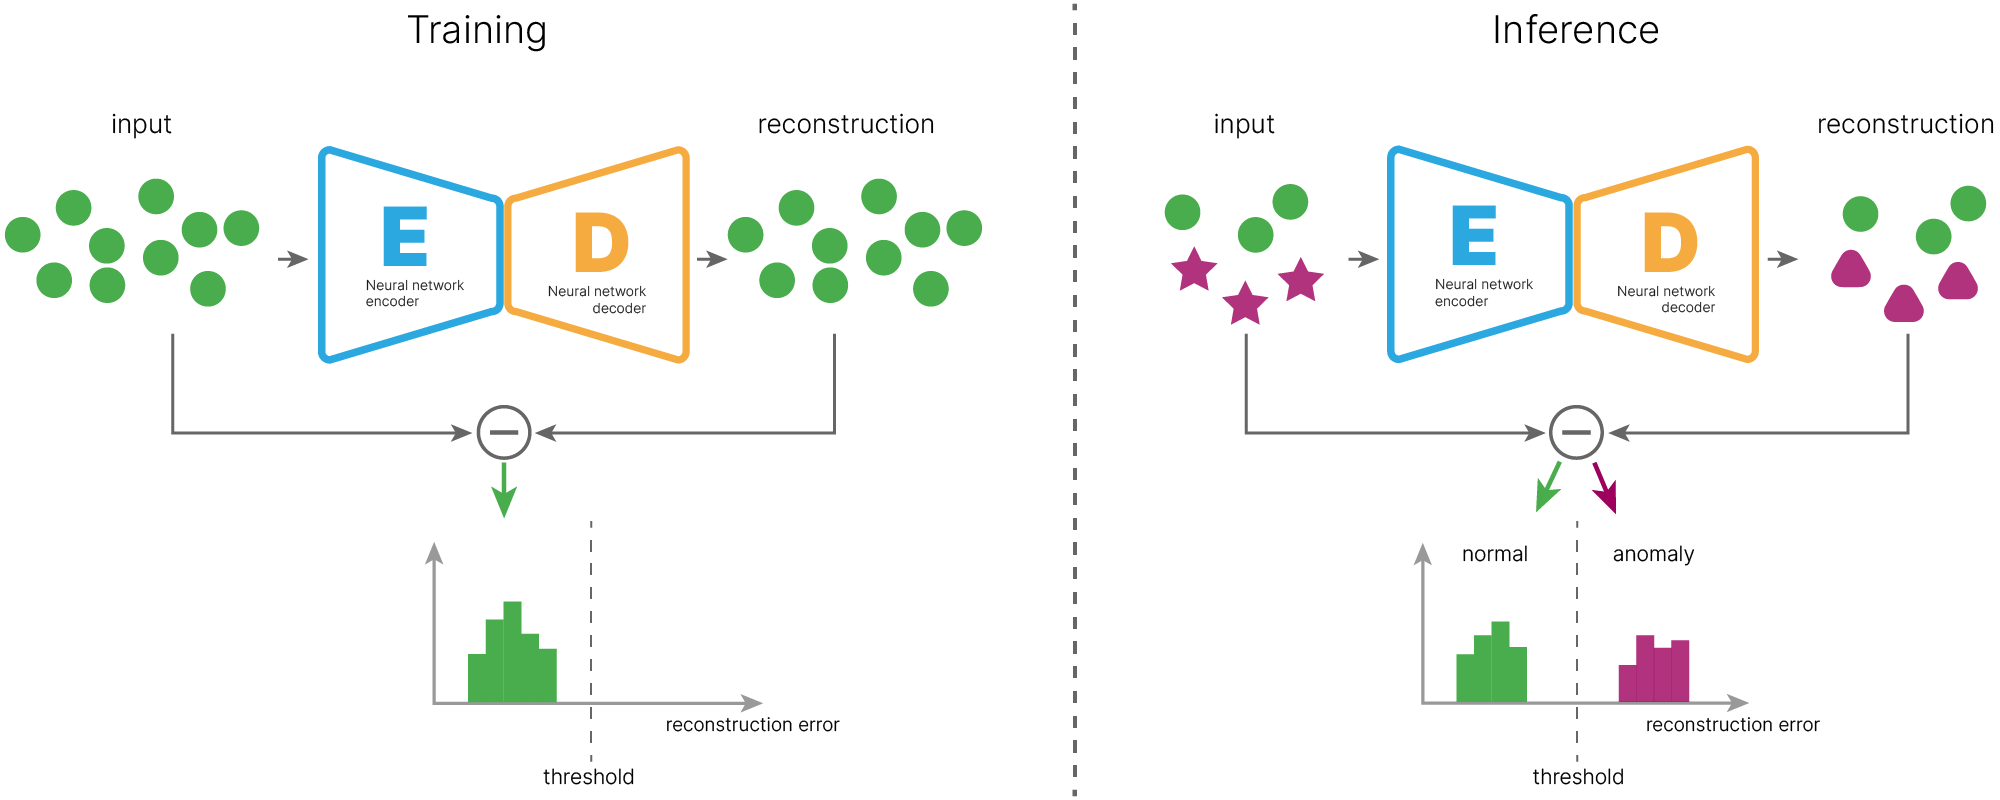 Training
input
reconstruction
E
Neural network
encoder
D
Neural network
decoder
reconstruction error
threshold
Inference
input
reconstruction
E
Neural network
encoder
D
Neural network
decoder
normal
anomaly
reconstruction error
threshold